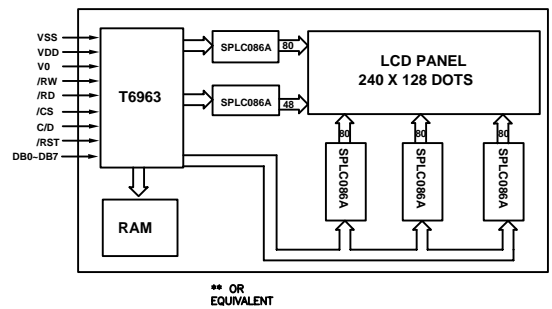 VSS
VDD
V0
/RW
/RD
/CS
C/D
/RST
DB0~DB7
T6963
RAM
SPLC086A
80
SPLC086A
48
LCD PANEL
240 X 128 DOTS
80
80
80
SPLC086A
SPLC086A
SPLC086A
** OR
EQUIVALENT